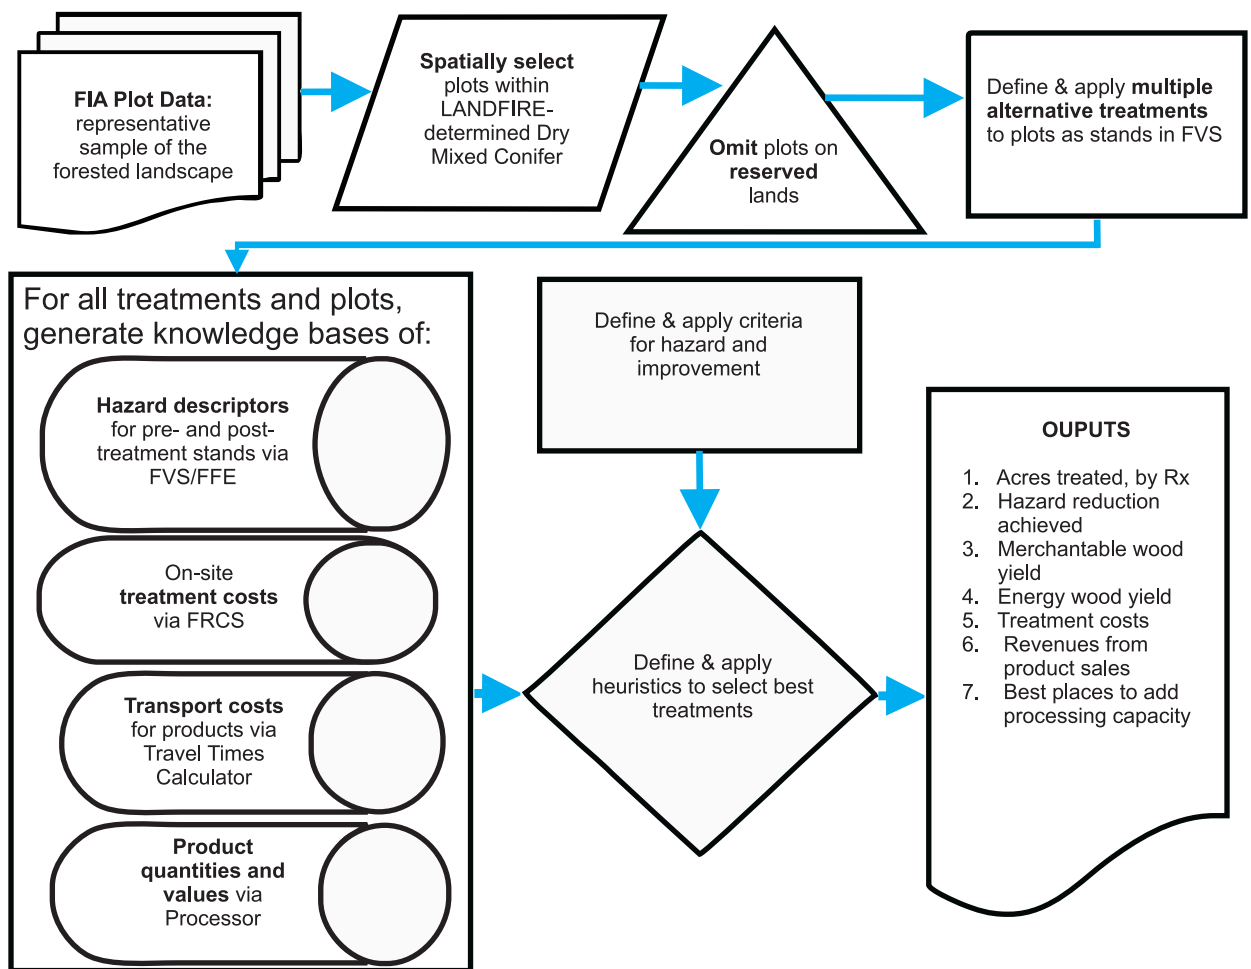 FIA Plot Data:
representative
sample of the
forested landscape
Spatially select
plots within
LANDFIRE-
determined Dry
Mixed Conifer
Omit plots on
reserved
lands
Define & apply multiple
alternative treatments
to plots as stands in FVS
For all treatments and plots,
generate knowledge bases of:
Hazard descriptors
for pre- and post-
treatment stands via
FVS/FFE
On-site
treatment costs
via FRCS
Transport costs
for products via
Travel Times
Calculator
Product
quantities and
values via
Processor
Define & apply criteria
for hazard and
improvement
Define & apply
heuristics to select best
treatments
OUPUTS
1. Acres treated, by Rx
2. Hazard reduction
achieved
3. Merchantable wood
yield
4. Energy wood yield
5. Treatment costs
6. Revenues from
product sales
7. Best places to add
processing capacity